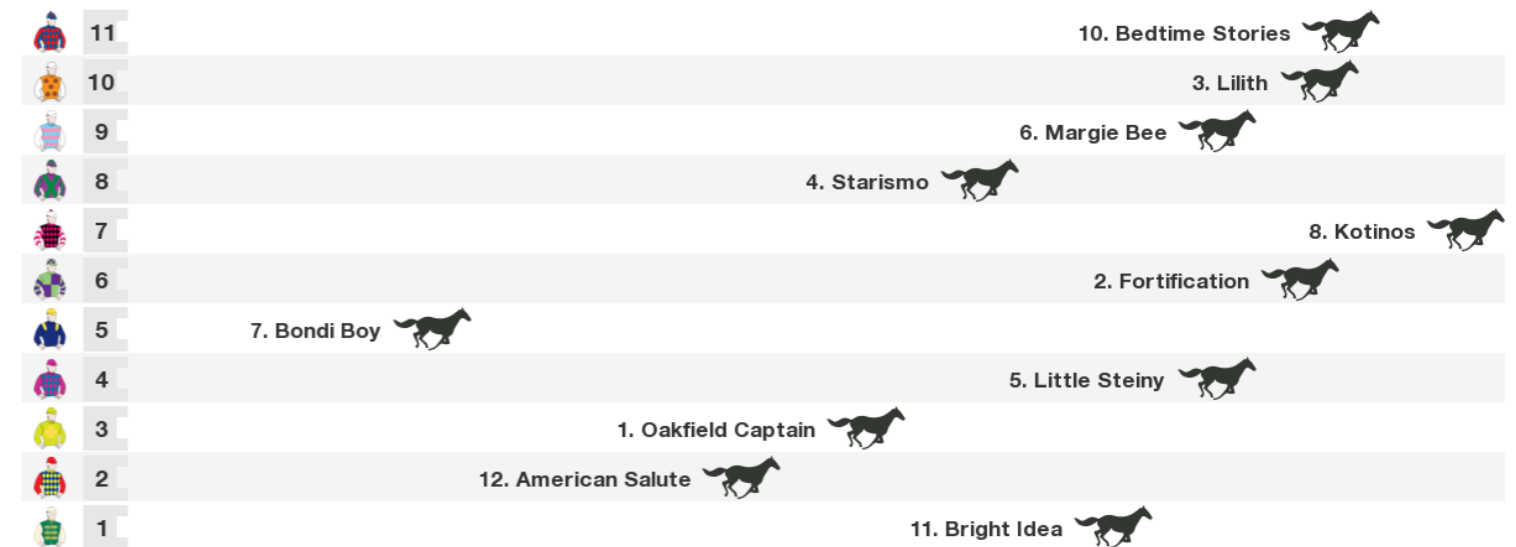 11 10. Bedtime Stories
10 3. Lilith
9 6. Margie Bee
8 4. Starismo
7 8. Kotinos
6 2. Fortification
5 7. Bondi Boy
4 5. Little Steiny
3 1. Oakfield Captain
2 12. American Salute
1 11. Bright Idea